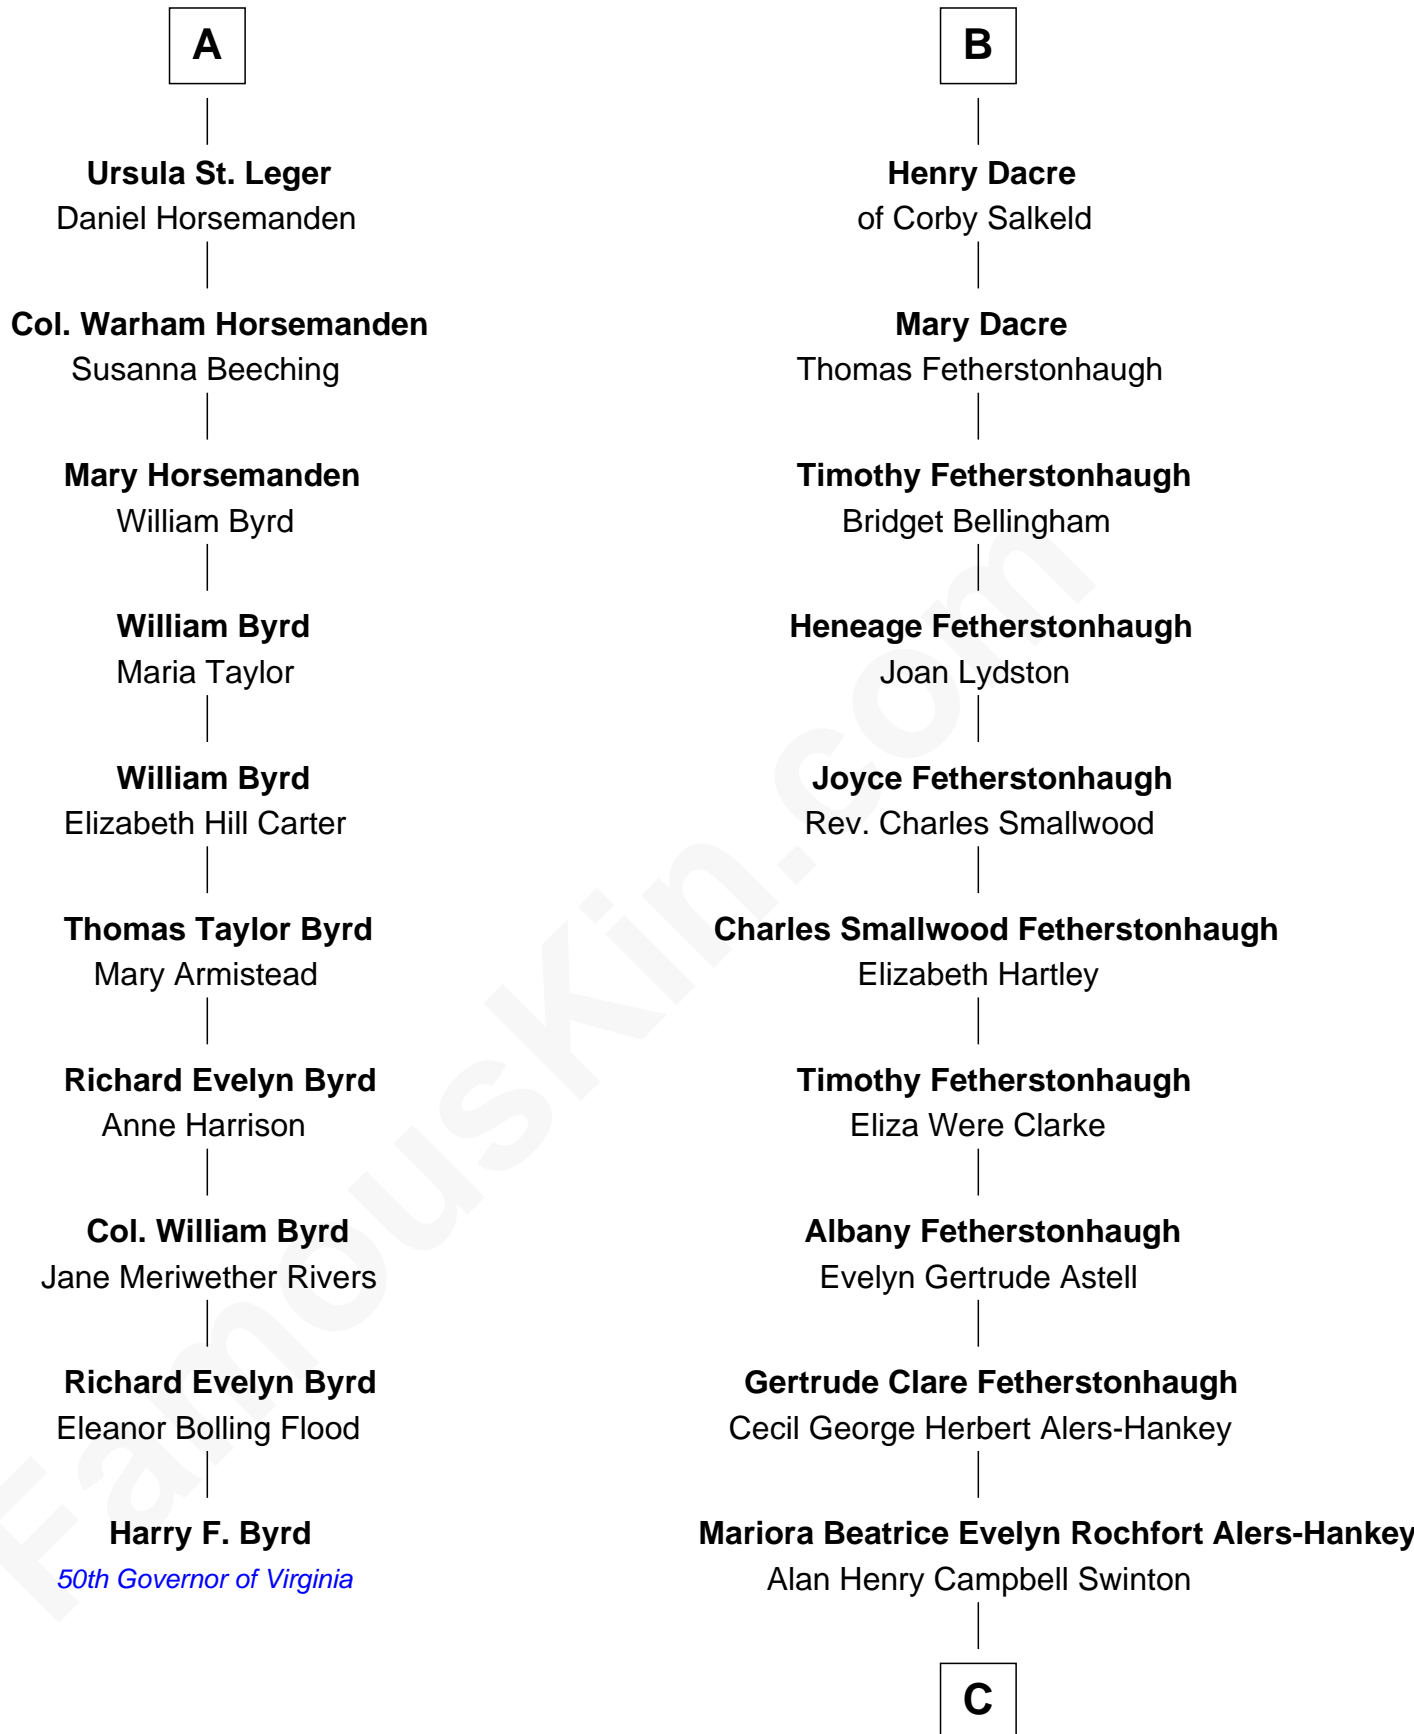 A
Ursula St. Leger
Daniel Horsemanden
Col. Warham Horsemanden
Susanna Beeching
Mary Horsemanden
William Byrd
William Byrd
Maria Taylor
William Byrd
Elizabeth Hill Carter
Thomas Taylor Byrd
Mary Armistead
Richard Evelyn Byrd
Anne Harrison
Col. William Byrd
Jane Meriwether Rivers
Richard Evelyn Byrd
Eleanor Bolling Flood
Harry F. Byrd
50th Governor of Virginia
B
Henry Dacre
of Corby Salkeld
Mary Dacre
Thomas Fetherstonhaugh
Timothy Fetherstonhaugh
Bridget Bellingham
Heneage Fetherstonhaugh
Joan Lydston
Joyce Fetherstonhaugh
Rev. Charles Smallwood
Charles Smallwood Fetherstonhaugh
Elizabeth Hartley
Timothy Fetherstonhaugh
Eliza Were Clarke
Albany Fetherstonhaugh
Evelyn Gertrude Astell
Gertrude Clare Fetherstonhaugh
Cecil George Herbert Alers-Hankey
Mariora Beatrice Evelyn Rochfort Alers-Hankey
Alan Henry Campbell Swinton
C
FamousKin.com